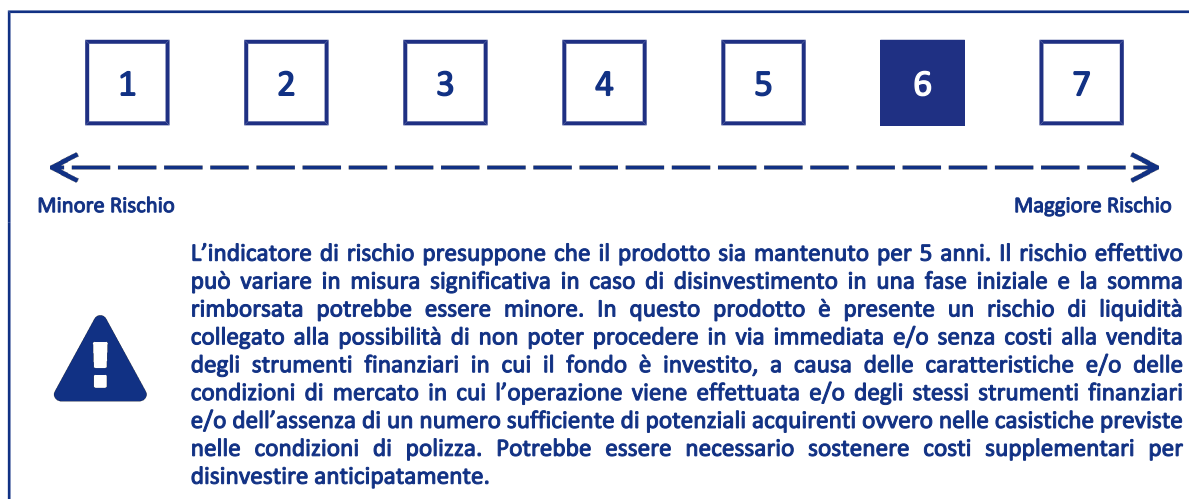 1 2 3 4 5 6 7
Minore Rischio Maggiore Rischio
L’indicatore di rischio presuppone che il prodotto sia mantenuto per 5 anni. Il rischio effettivo
può variare in misura significativa in caso di disinvestimento in una fase iniziale e la somma
rimborsata potrebbe essere minore. In questo prodotto è presente un rischio di liquidità
collegato alla possibilità di non poter procedere in via immediata e/o senza costi alla vendita
degli strumenti finanziari in cui il fondo è investito, a causa delle caratteristiche e/o delle
condizioni di mercato in cui l’operazione viene effettuata e/o degli stessi strumenti finanziari
e/o dell’assenza di un numero sufficiente di potenziali acquirenti ovvero nelle casistiche previste
nelle condizioni di polizza. Potrebbe essere necessario sostenere costi supplementari per
disinvestire anticipatamente.